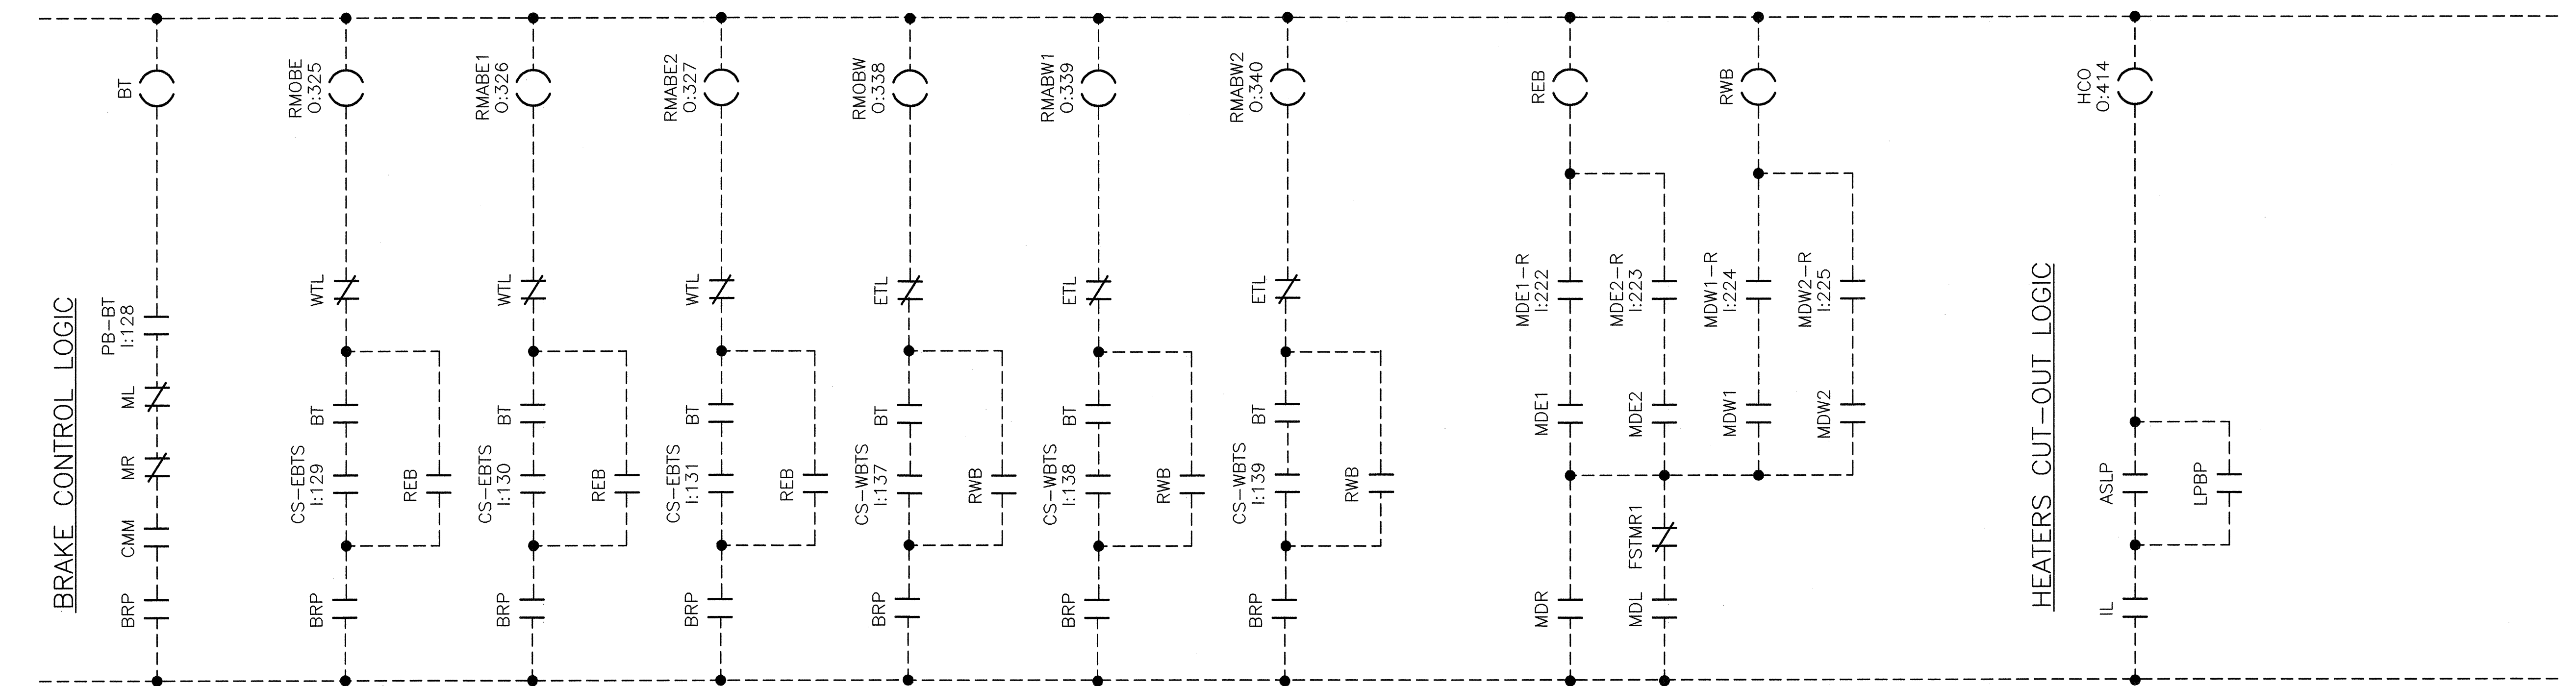 BRAKE CONTROL LOGIC
BRP
CMM
MR
ML
PB-BT
I:128
BT
BRP
CS-EBTS
I:129
BT
REB
WTL
RMOBE
O:325
BRP
CS-EBTS
I:130
BT
REB
WTL
RMABE1
O:326
BRP
CS-EBTS
I:131
BT
REB
WTL
RMABE2
O:327
BRP
CS-WBTS
I:137
BT
RWB
ETL
RMOBW
O:338
BRP
CS-WBTS
I:138
BT
RWB
ETL
RMABW1
O:339
BRP
CS-WBTS
I:139
BT
RWB
ETL
RMABW2
O:340
MDR
MDE1
MDE1-R
I:222
REB
MDL
FSTMR1
MDE2
MDE2-R
I:223
MDW1
MDW1-R
I:224
RWB
MDW2
MDW2-R
I:225
HEATERS CUT-OUT LOGIC
IL
ASLP
LPBP
HCO
O:414